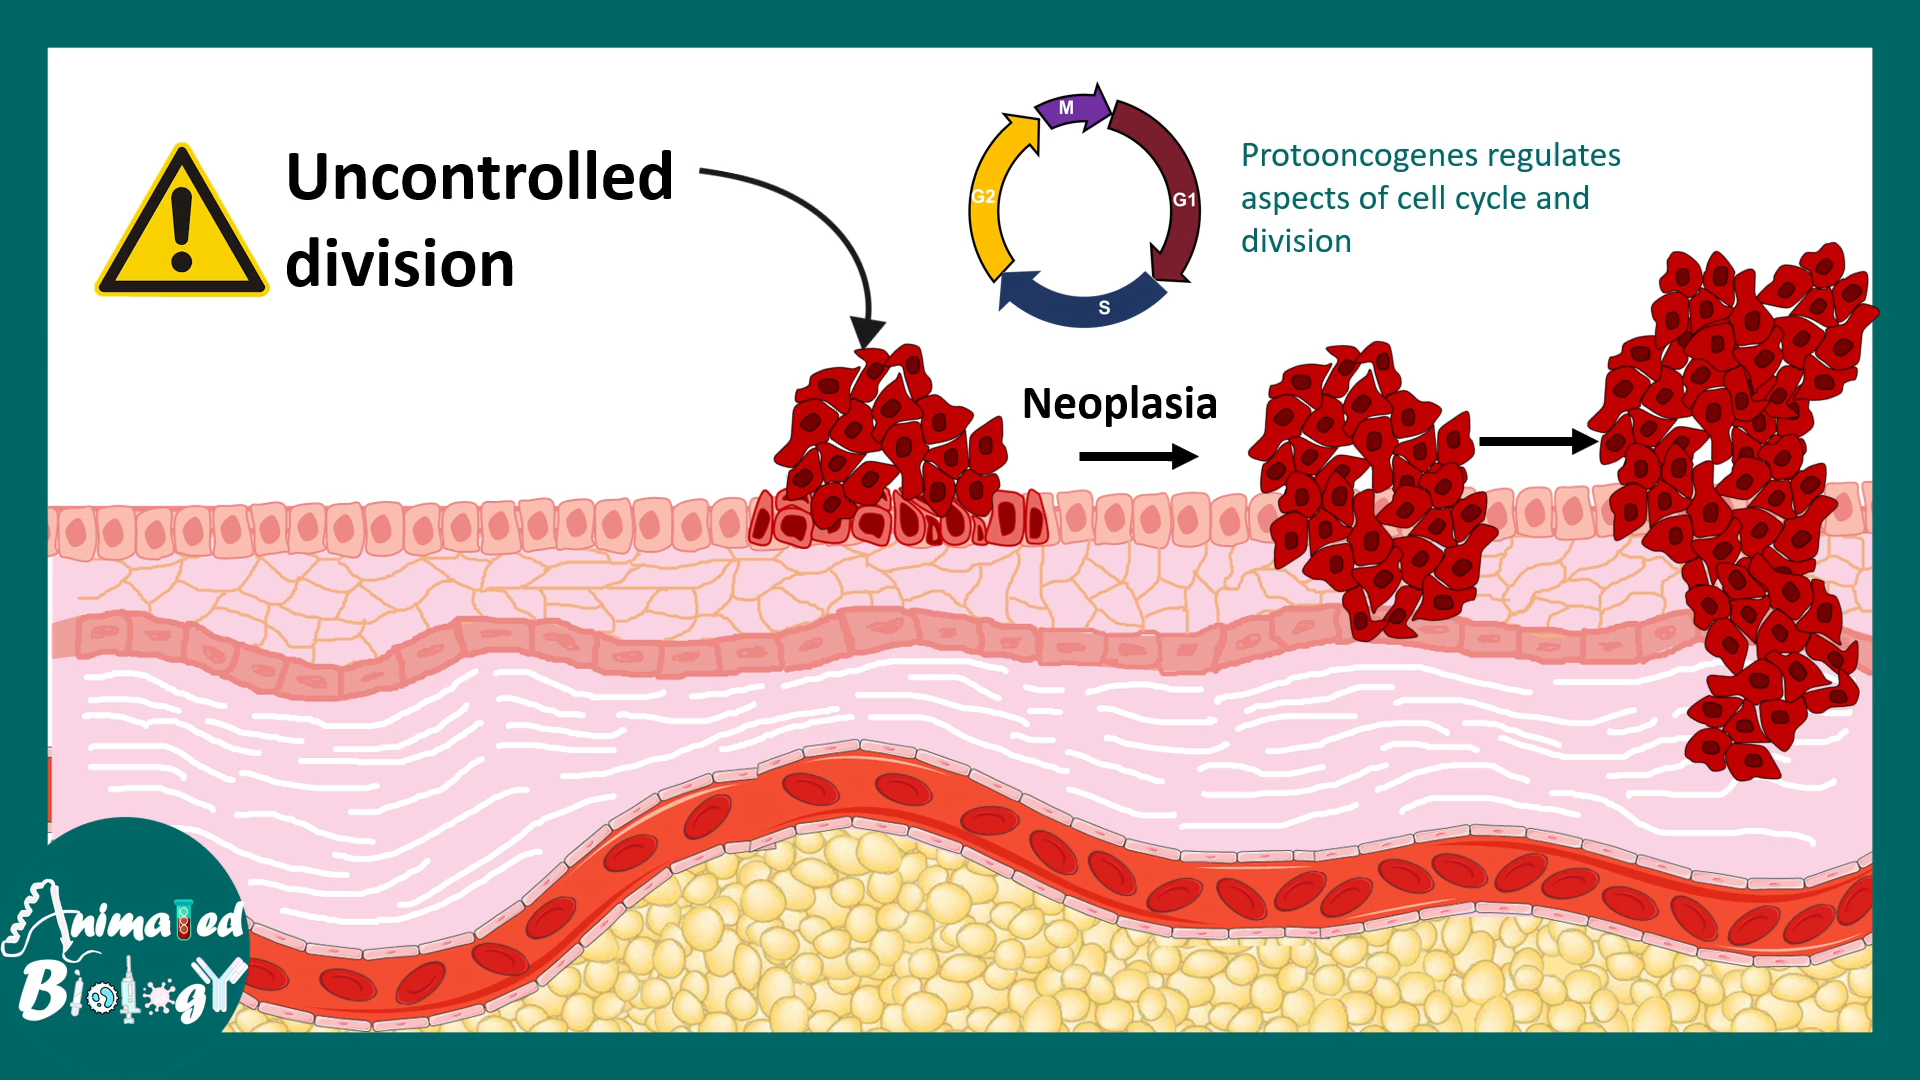 Uncontrolled
division
M
G1
G2
S
Protooncogenes regulates
aspects of cell cycle and
division
Neoplasia
Animated
BiologY